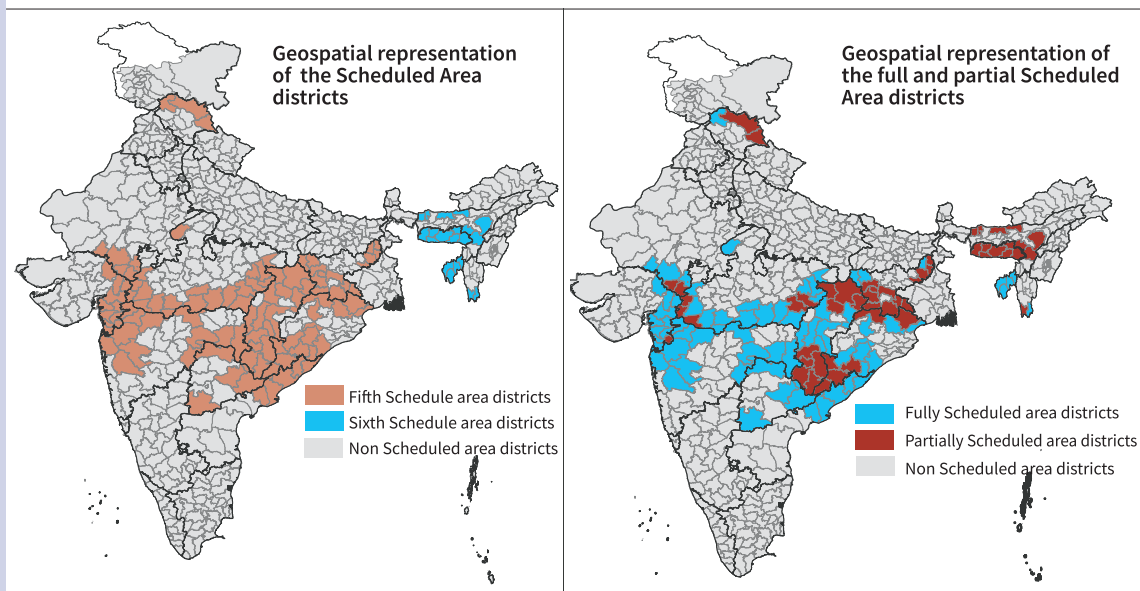 Geospatial representation
of the Scheduled Area
districts
Fifth Schedule area districts
Sixth Schedule area districts
Non Scheduled area districts
Geospatial representation of
the full and partial Scheduled
Area districts
Fully Scheduled area districts
Partially Scheduled area districts
Non Scheduled area districts